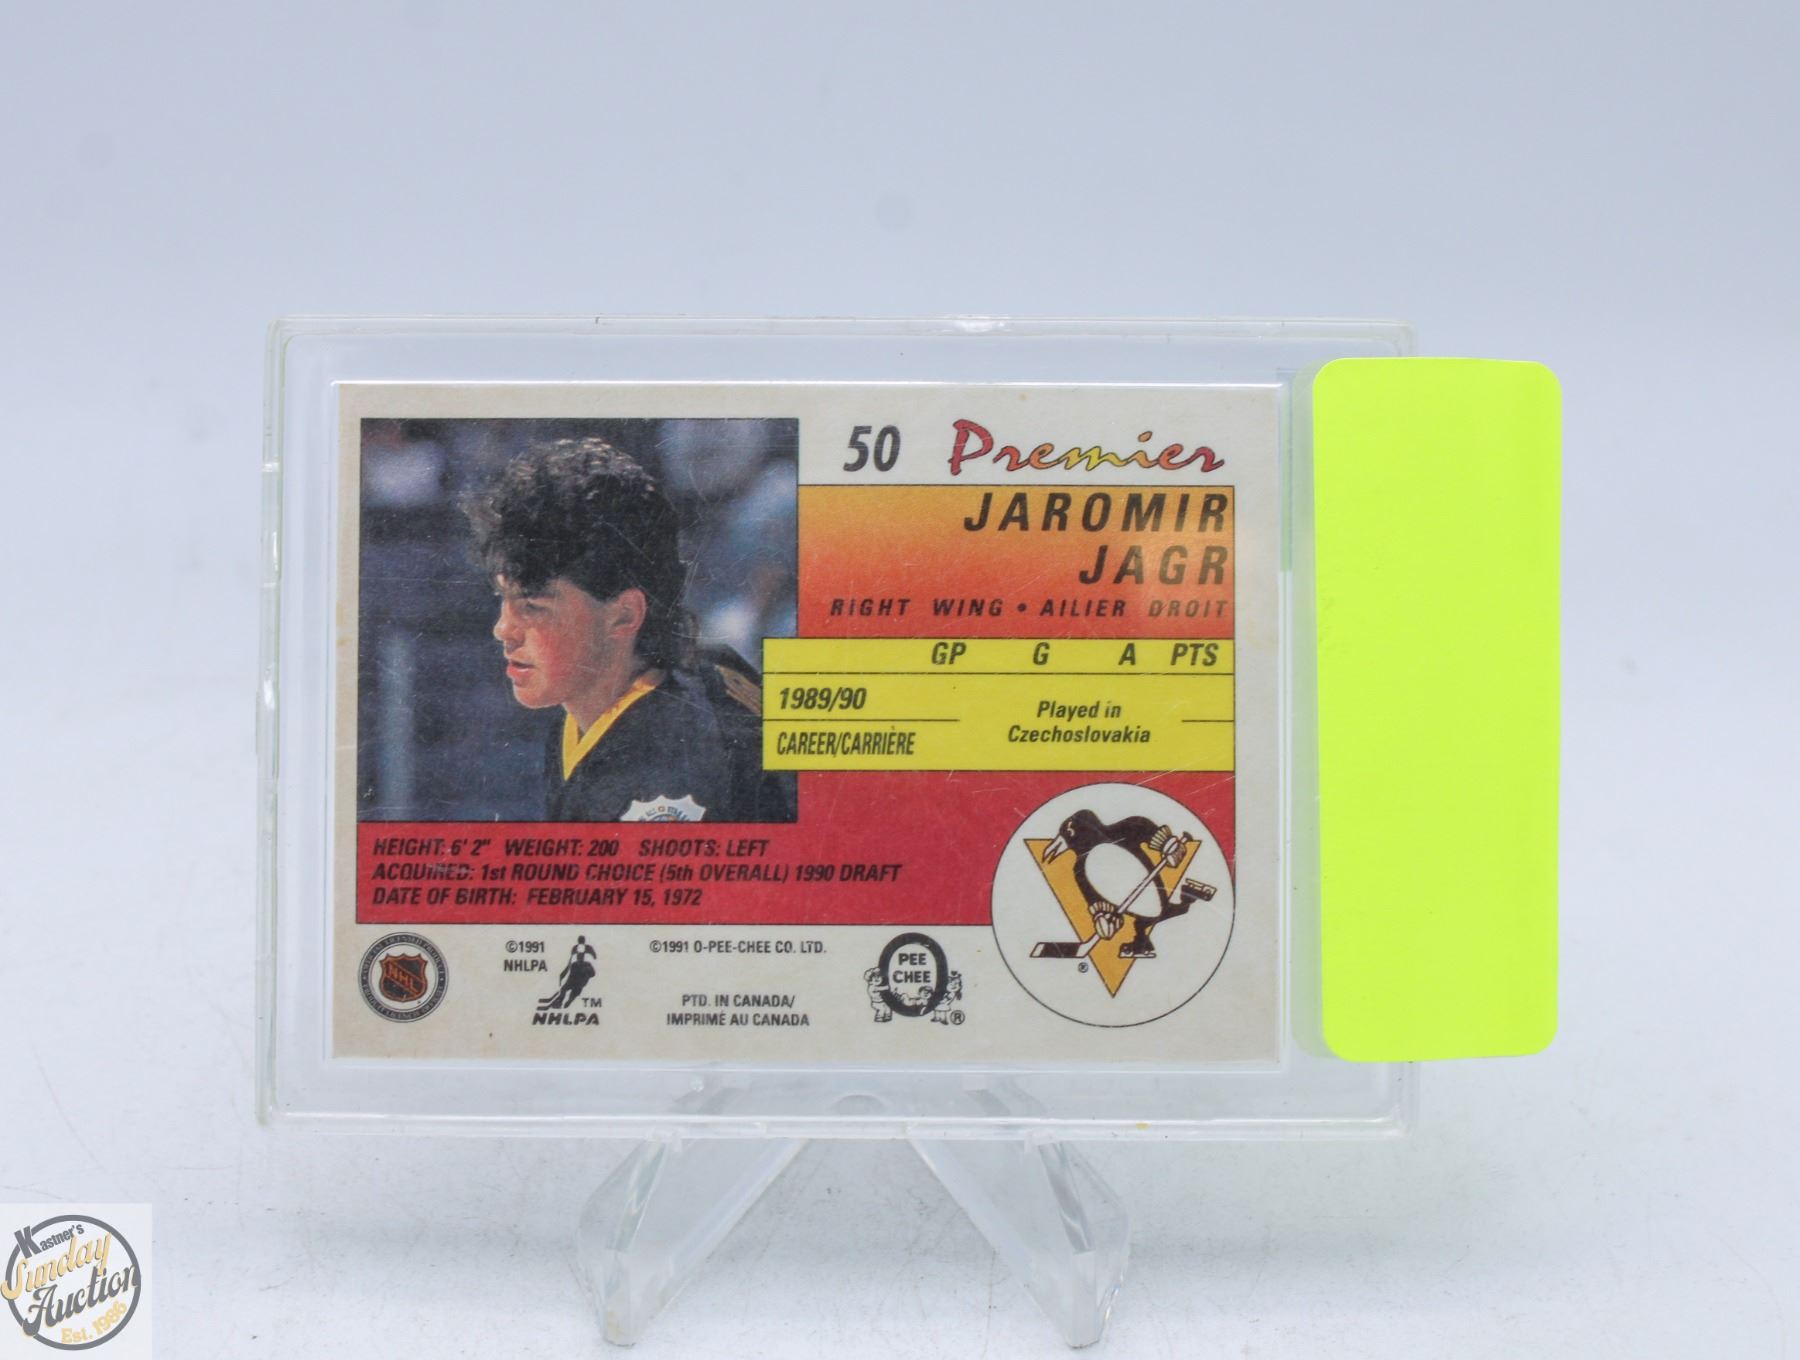 50 Premier
JAROMIR
JAGR
RIGHT WING • AILIER DROIT
GP G A PTS
1989/90
CAREER/CARRIÈRE
Played in
Czechoslovakia
HEIGHT: 6' 2" WEIGHT: 200 SHOOTS: LEFT
ACQUIRED: 1st ROUND CHOICE (5th OVERALL) 1990 DRAFT
DATE OF BIRTH: FEBRUARY 15, 1972
NHL
©1991
NHLPA
TM
NHLPA
©1991 O-PEE-CHEE CO. LTD.
PTD. IN CANADA/
IMPRIMÉ AU CANADA
PEE
CHEE
®
®
Kastner's
Sunday
Auction
Est. 1986